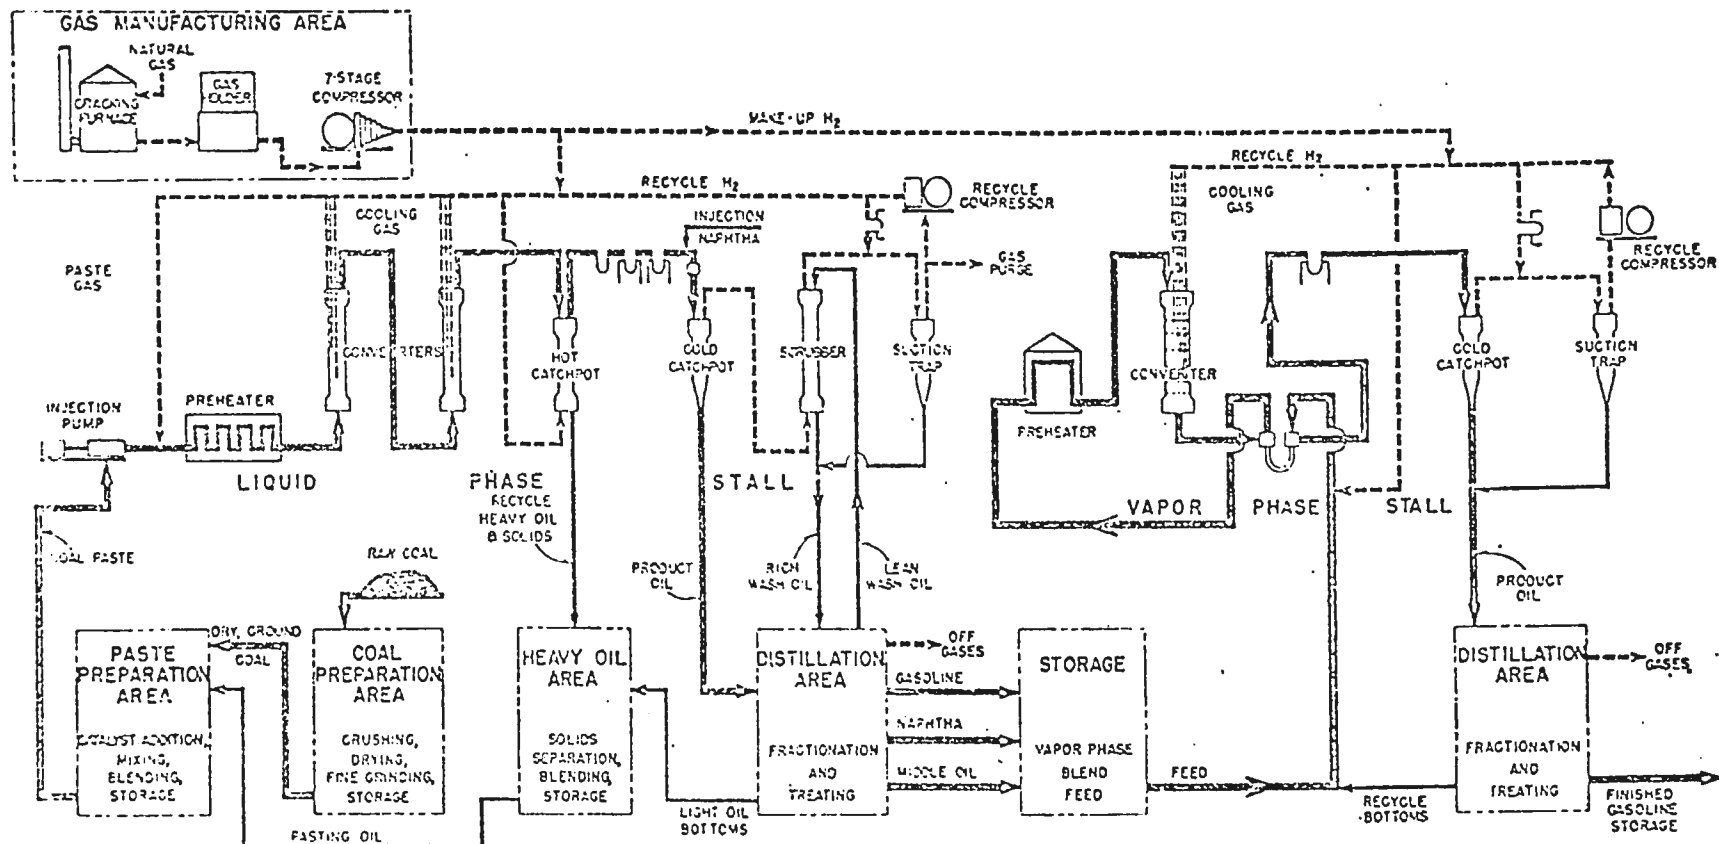 GAS MANUFACTURING AREA
NATURAL
GAS
CRACKING
FURNACE
GAS
HOLDER
7-STAGE
COMPRESSOR
MAKE-UP H2
RECYCLE H2
RECYCLE H2
COOLING
GAS
COOLING
GAS
INJECTION
NAPHTHA
RECYCLE
COMPRESSOR
RECYCLE
COMPRESSOR
PASTE
GAS
GAS
PURGE
CONVERTERS
HOT
CATCHPOT
COLD
CATCHPOT
SCRUBBER
SUCTION
TRAP
PREHEATER
CONVERTER
COLD
CATCHPOT
SUCTION
TRAP
INJECTION
PUMP
PREHEATER
LIQUID PHASE STALL
VAPOR PHASE STALL
RECYCLE
HEAVY OIL
& SOLIDS
COAL PASTE
RAW COAL
PRODUCT
OIL
RICH
WASH OIL
LEAN
WASH OIL
PRODUCT
OIL
DRY, GROUND
COAL
PASTE
PREPARATION
AREA
CATALYST ADDITION,
MIXING,
BLENDING,
STORAGE
COAL
PREPARATION
AREA
CRUSHING,
DRYING,
FINE GRINDING,
STORAGE
HEAVY OIL
AREA
SOLIDS
SEPARATION,
BLENDING,
STORAGE
DISTILLATION
AREA
FRACTIONATION
AND
TREATING
OFF
GASES
GASOLINE
NAPHTHA
MIDDLE OIL
STORAGE
VAPOR PHASE
BLEND
FEED
FEED
DISTILLATION
AREA
FRACTIONATION
AND
TREATING
OFF
GASES
PASTING OIL
LIGHT OIL
BOTTOMS
RECYCLE
BOTTOMS
FINISHED
GASOLINE
STORAGE